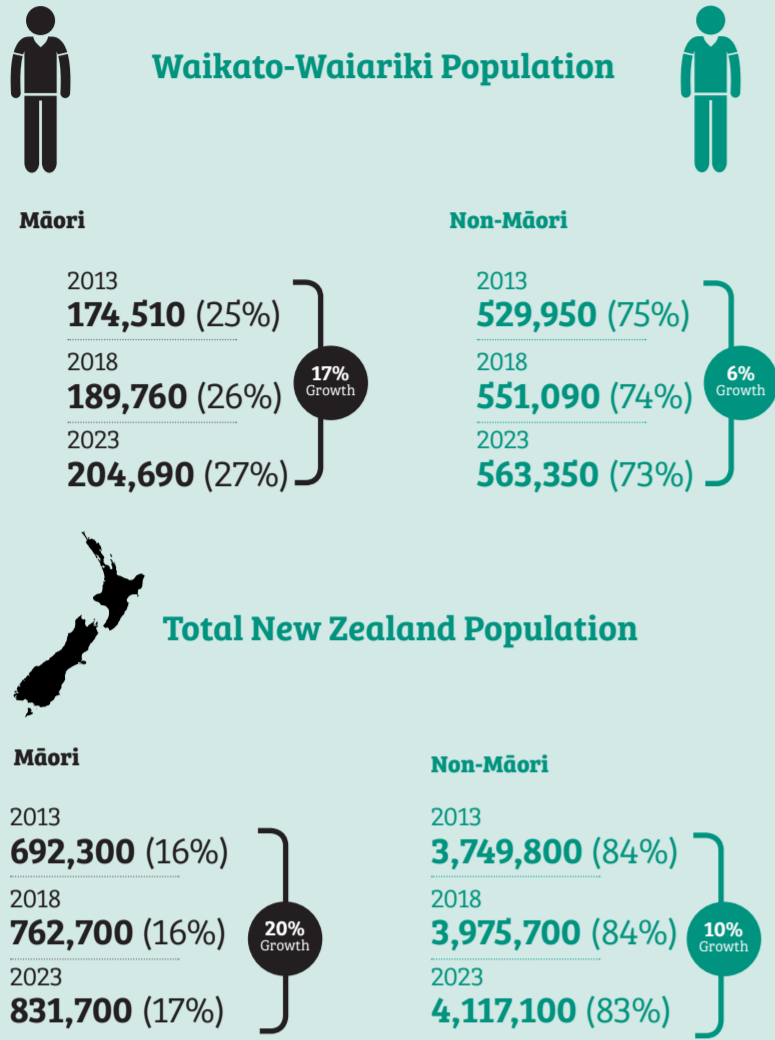 Waikato-Waiariki Population
Māori
2013
174,510 (25%)
2018
189,760 (26%)
2023
204,690 (27%)
17%
Growth
Non-Māori
2013
529,950 (75%)
2018
551,090 (74%)
2023
563,350 (73%)
6%
Growth
Total New Zealand Population
Māori
2013
692,300 (16%)
2018
762,700 (16%)
2023
831,700 (17%)
20%
Growth
Non-Māori
2013
3,749,800 (84%)
2018
3,975,700 (84%)
2023
4,117,100 (83%)
10%
Growth